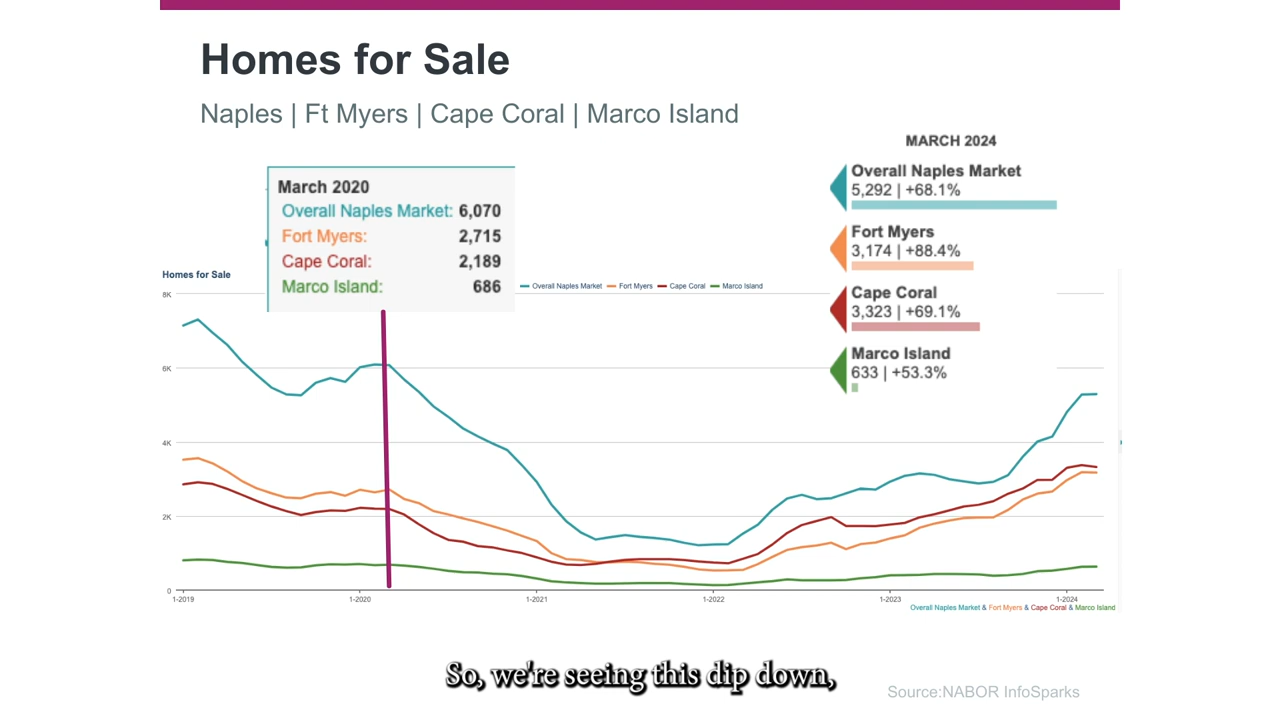 Homes for Sale
Naples | Ft Myers | Cape Coral | Marco Island
MARCH 2024
Overall Naples Market
5,292 | +68.1%
Fort Myers
3,174 | +88.4%
Cape Coral
3,323 | +69.1%
Marco Island
633 | +53.3%
March 2020
Overall Naples Market: 6,070
Fort Myers: 2,715
Cape Coral: 2,189
Marco Island: 686
Homes for Sale
Overall Naples Market Fort Myers Cape Coral Marco Island
8K
6K
4K
2K
0
1-2019 1-2020 1-2021 1-2022 1-2023 1-2024
Overall Naples Market & Fort Myers & Cape Coral & Marco Island
So, we're seeing this dip down,
Source:NABOR InfoSparks